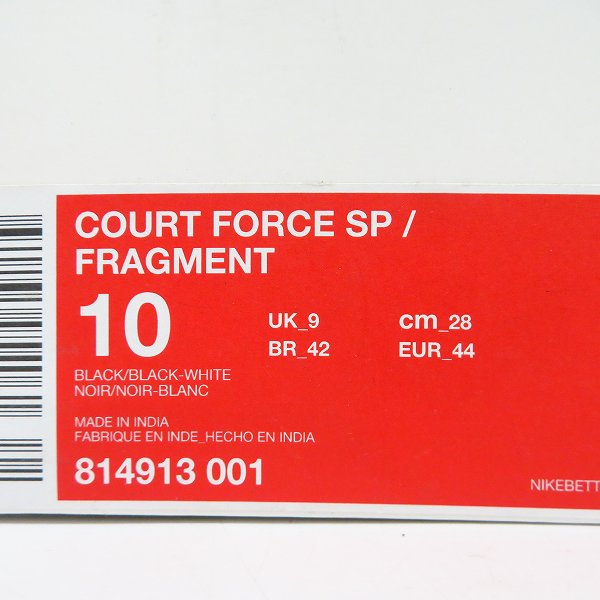 COURT FORCE SP /
FRAGMENT
10
UK_9 cm_28
BR_42 EUR_44
BLACK/BLACK-WHITE
NOIR/NOIR-BLANC
MADE IN INDIA
FABRIQUE EN INDE_HECHO EN INDIA
814913 001
NIKEBETT